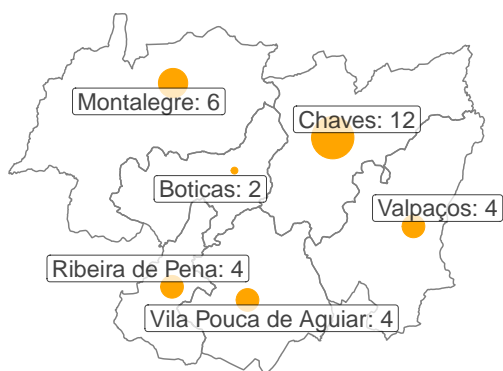 Montalegre: 6
Chaves: 12
Boticas: 2
Valpaços: 4
Ribeira de Pena: 4
Vila Pouca de Aguiar: 4